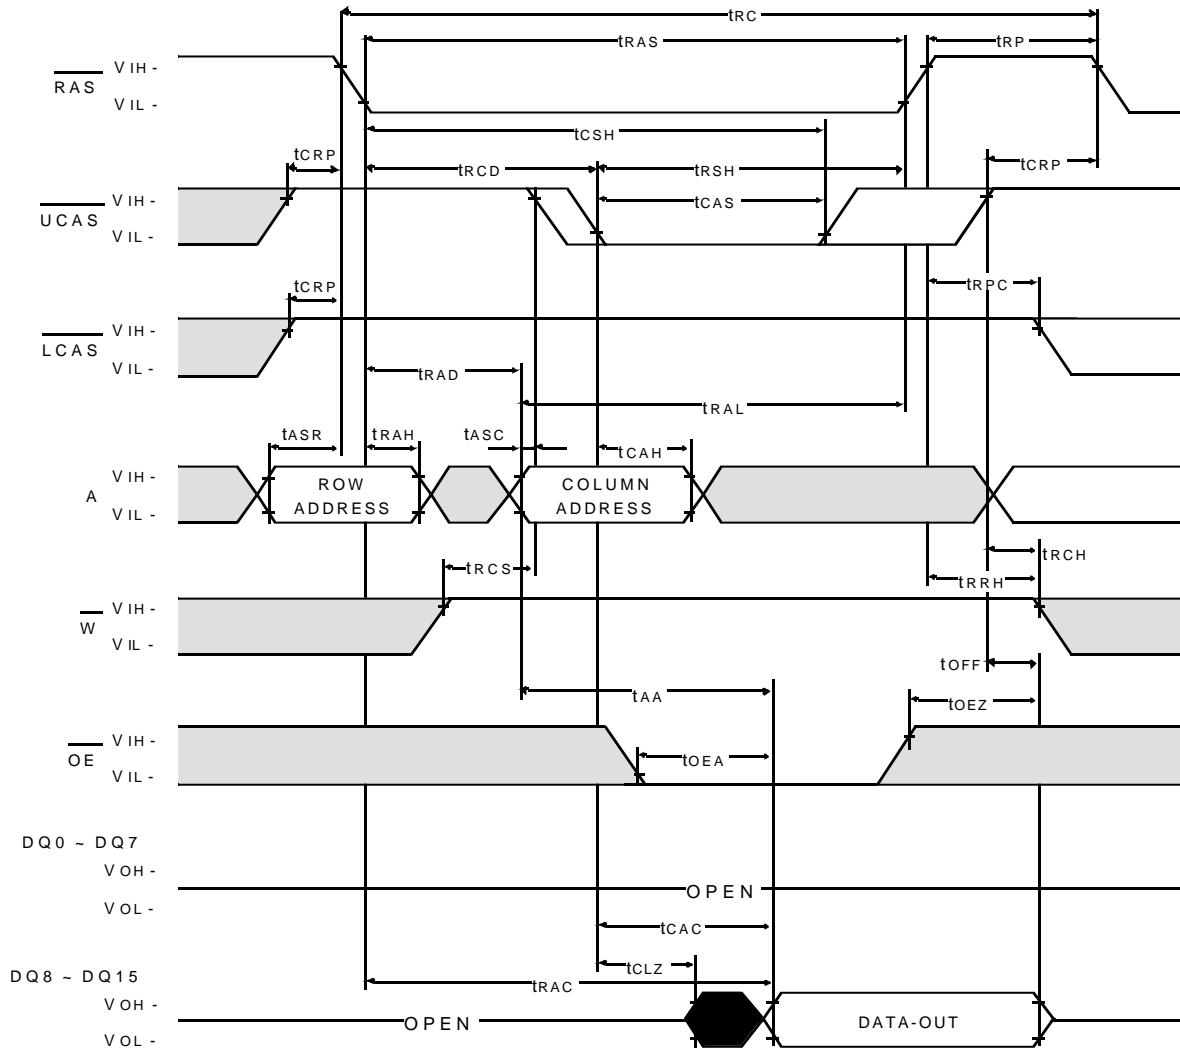 tRC
tRAS
tRP
RAS
VIH -
VIL -
tCSH
tCRP
tRCD
tRSH
tCRP
UCAS
VIH -
VIL -
tCAS
tCRP
tRPC
LCAS
VIH -
VIL -
tRAD
tRAL
tASR
tRAH
tASC
tCAH
A
VIH -
VIL -
ROW
ADDRESS
COLUMN
ADDRESS
tRCS
tRCH
tRRH
W
VIH -
VIL -
tOFF
tAA
tOEZ
OE
VIH -
VIL -
tOEA
DQ0 ~ DQ7
VOH -
VOL -
OPEN
tCAC
tCLZ
DQ8 ~ DQ15
tRAC
VOH -
VOL -
OPEN
DATA-OUT